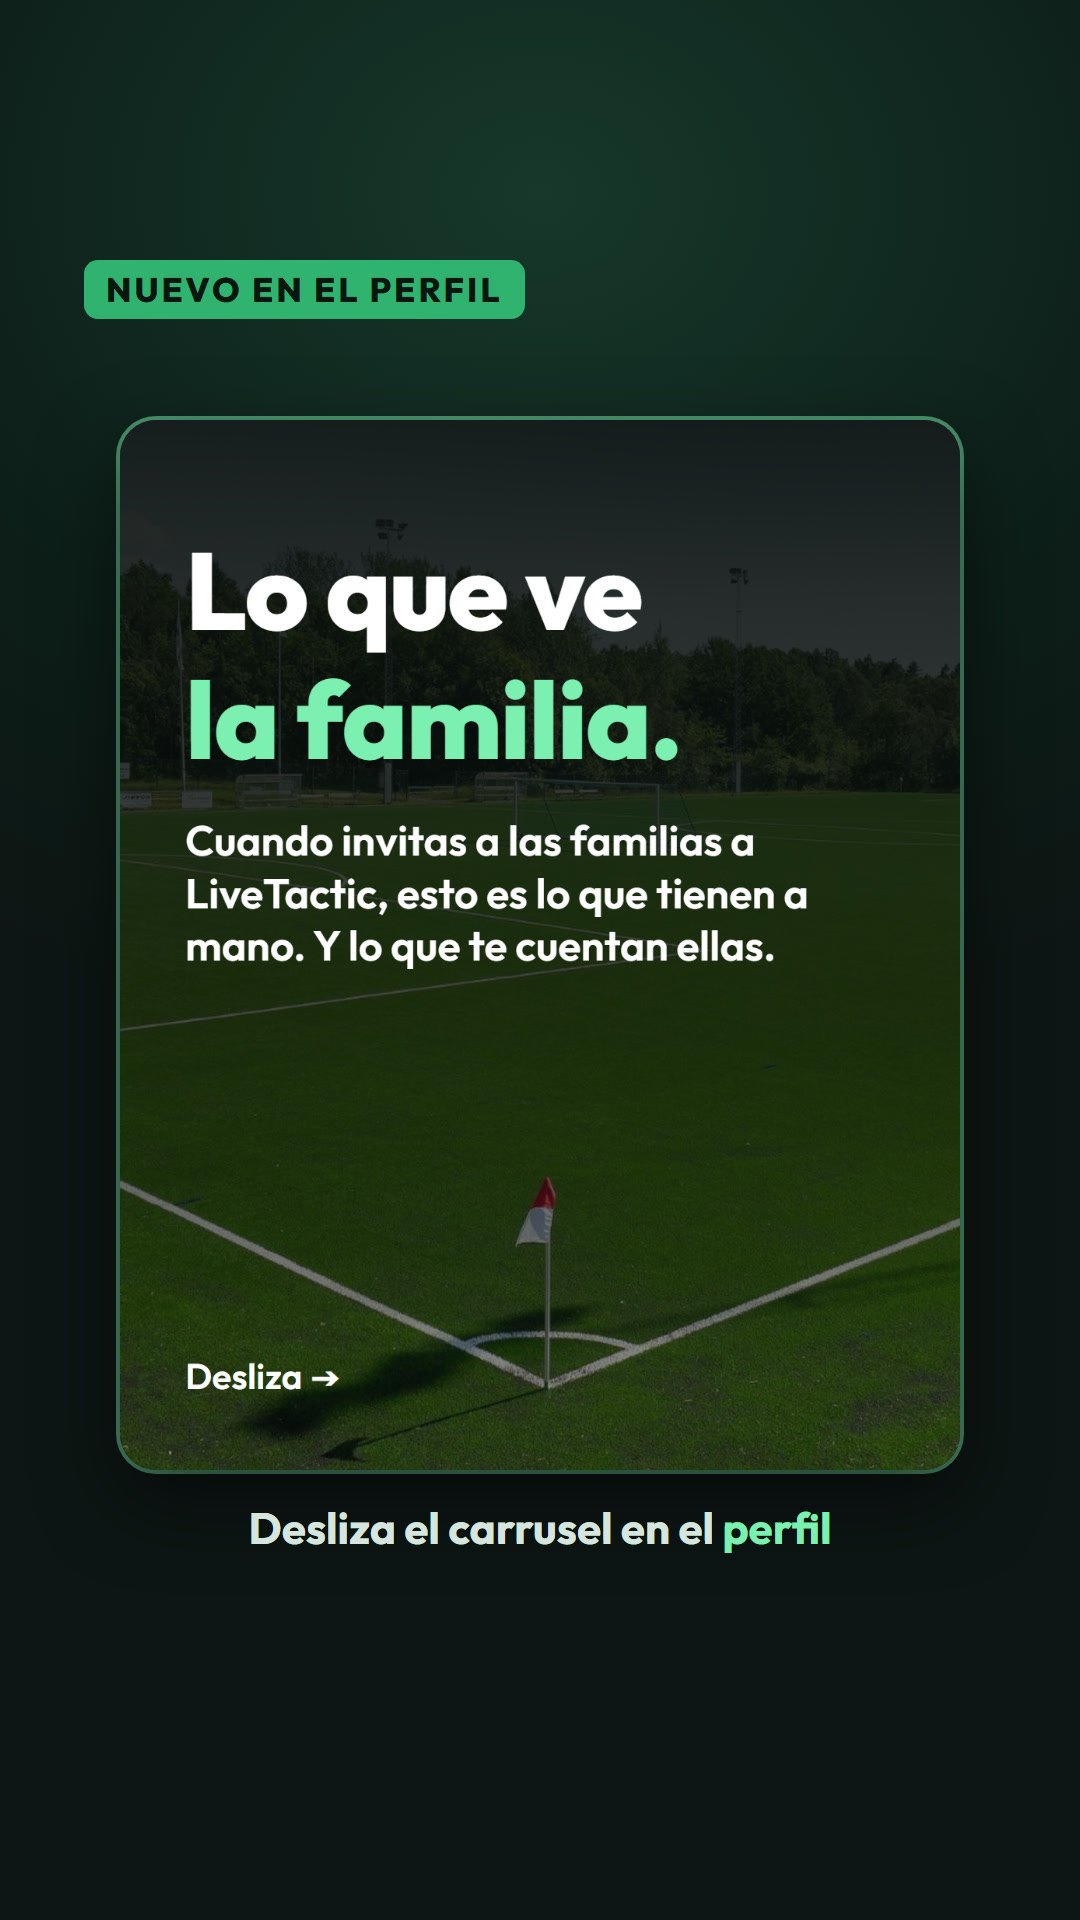 NUEVO EN EL PERFIL
Lo que ve
la familia.
Cuando invitas a las familias a
LiveTactic, esto es lo que tienen a
mano. Y lo que te cuentan ellas.
Desliza →
Desliza el carrusel en el perfil